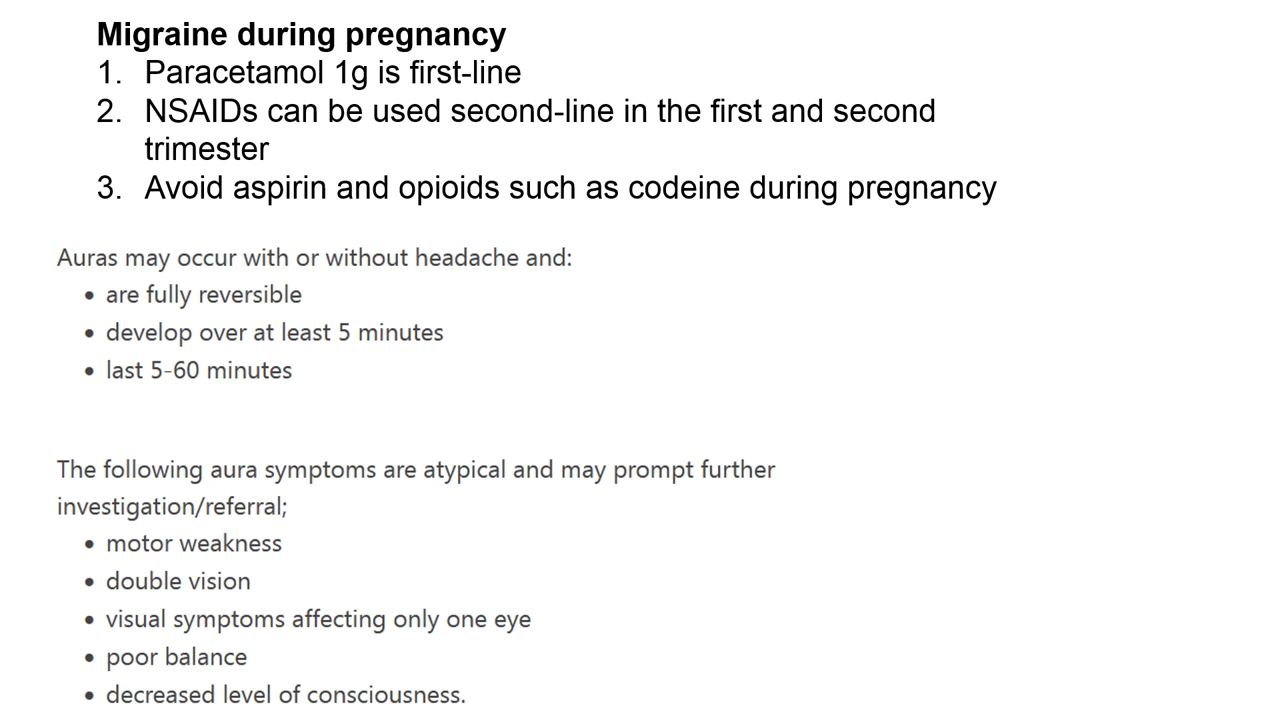 Migraine during pregnancy
1. Paracetamol 1g is first-line
2. NSAIDs can be used second-line in the first and second
trimester
3. Avoid aspirin and opioids such as codeine during pregnancy
Auras may occur with or without headache and:
• are fully reversible
• develop over at least 5 minutes
• last 5-60 minutes
The following aura symptoms are atypical and may prompt further
investigation/referral;
• motor weakness
• double vision
• visual symptoms affecting only one eye
• poor balance
• decreased level of consciousness.